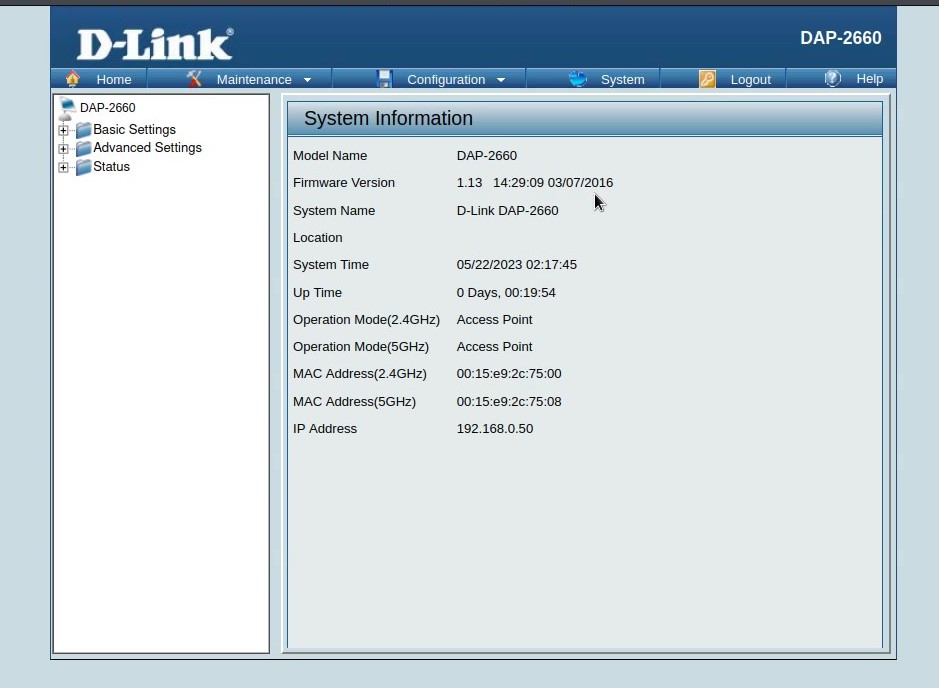 D-Link®
DAP-2660
Home Maintenance Configuration System Logout Help
DAP-2660
Basic Settings
Advanced Settings
Status
System Information
Model Name DAP-2660
Firmware Version 1.13 14:29:09 03/07/2016
System Name D-Link DAP-2660
Location
System Time 05/22/2023 02:17:45
Up Time 0 Days, 00:19:54
Operation Mode(2.4GHz) Access Point
Operation Mode(5GHz) Access Point
MAC Address(2.4GHz) 00:15:e9:2c:75:00
MAC Address(5GHz) 00:15:e9:2c:75:08
IP Address 192.168.0.50